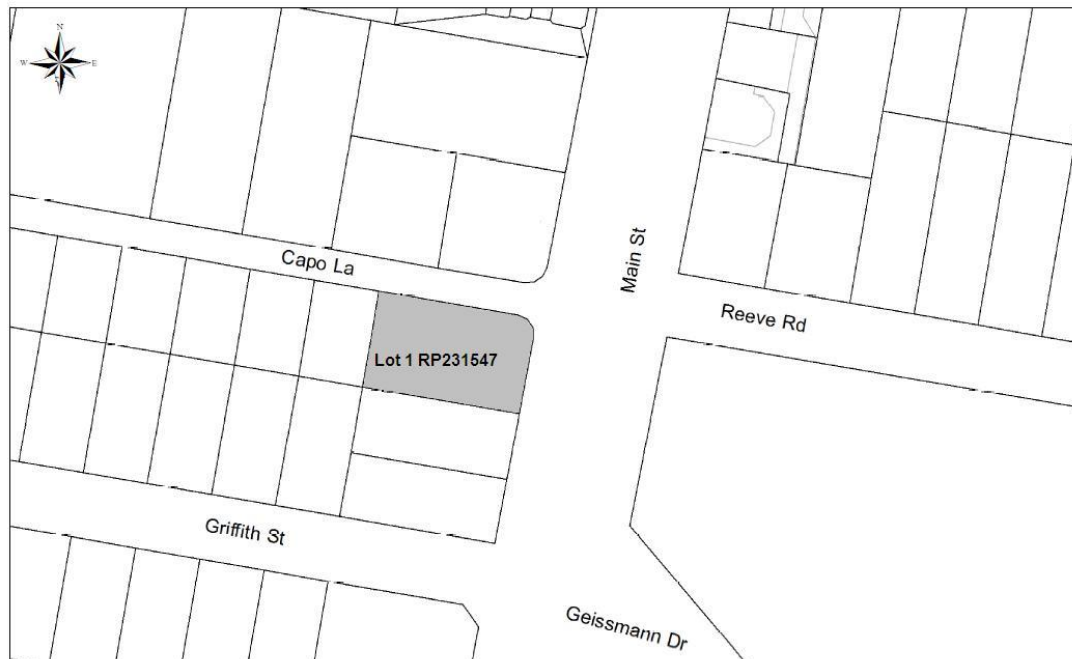 N
W E
Capo La
Main St
Reeve Rd
Lot 1 RP231547
Griffith St
Geissmann Dr